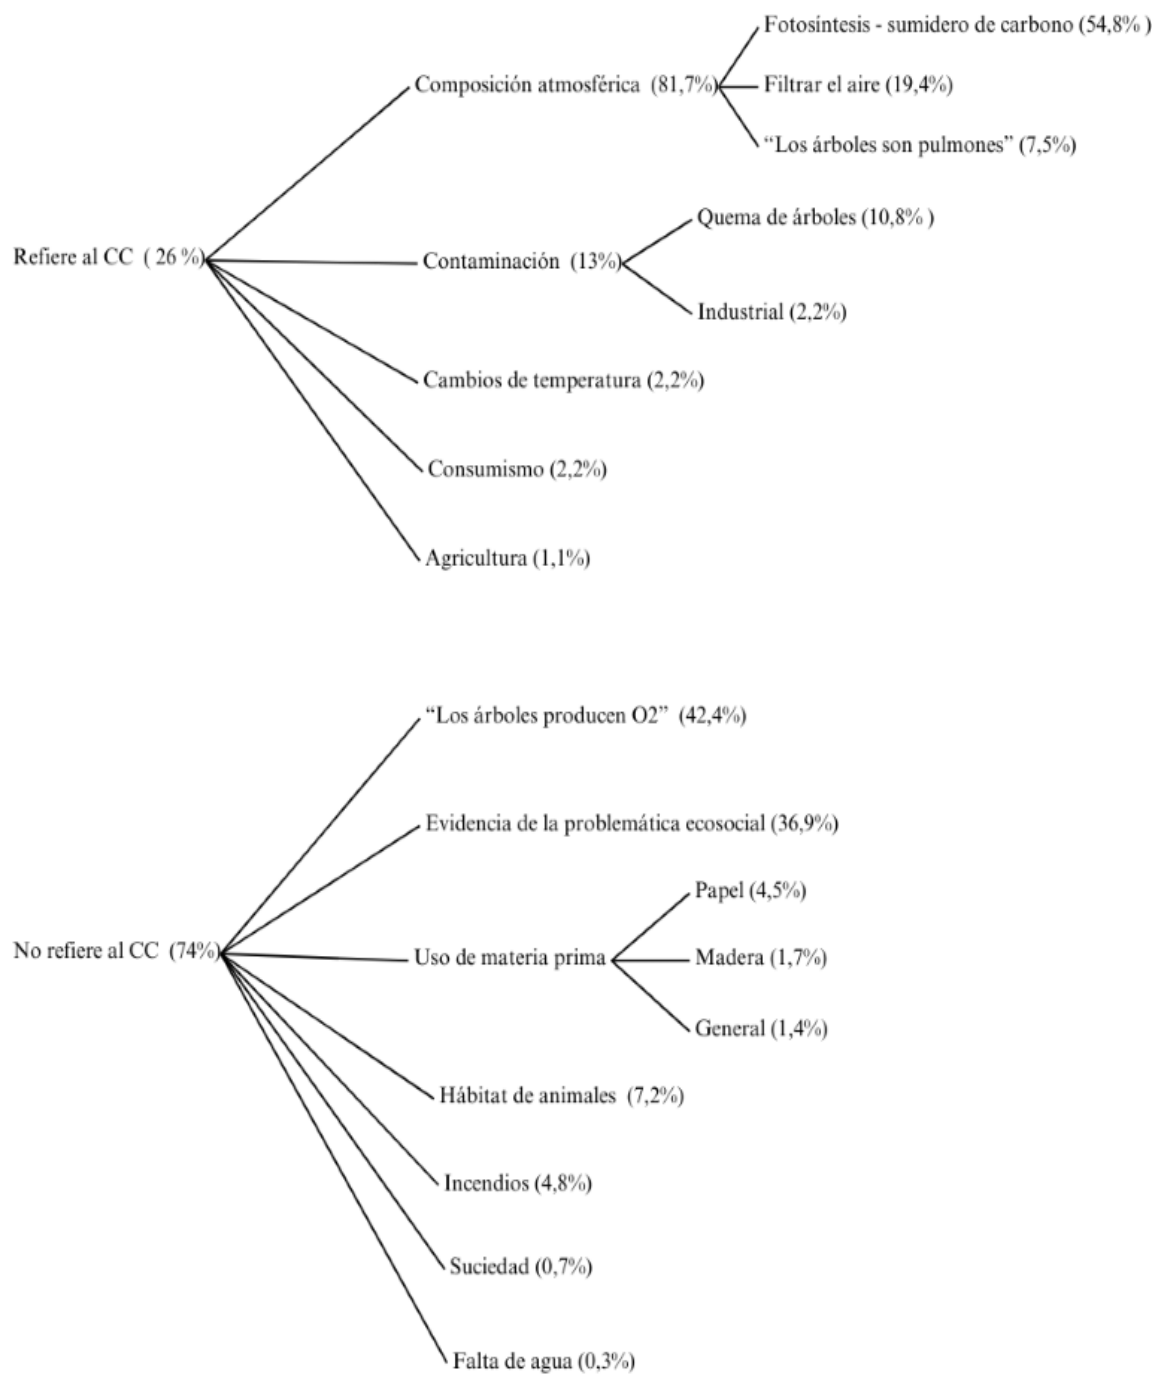 Fotosíntesis - sumidero de carbono (54,8% )
Composición atmosférica (81,7%)
Filtrar el aire (19,4%)
“Los árboles son pulmones” (7,5%)
Quema de árboles (10,8% )
Refiere al CC ( 26 %)
Contaminación (13%)
Industrial (2,2%)
Cambios de temperatura (2,2%)
Consumismo (2,2%)
Agricultura (1,1%)
“Los árboles producen O2” (42,4%)
Evidencia de la problemática ecosocial (36,9%)
Papel (4,5%)
No refiere al CC (74%)
Uso de materia prima
Madera (1,7%)
General (1,4%)
Hábitat de animales (7,2%)
Incendios (4,8%)
Suciedad (0,7%)
Falta de agua (0,3%)